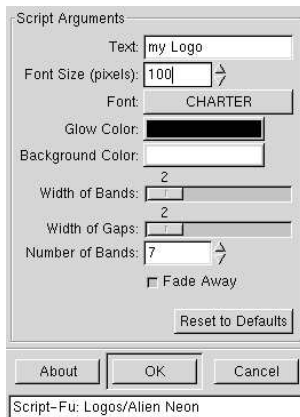 Script Arguments
Text: my Logo
Font Size (pixels): 100
Font: CHARTER
Glow Color:
Background Color:
2
Width of Bands:
2
Width of Gaps:
Number of Bands: 7
Fade Away
Reset to Defaults
About OK Cancel
Script-Fu: Logos/Alien Neon